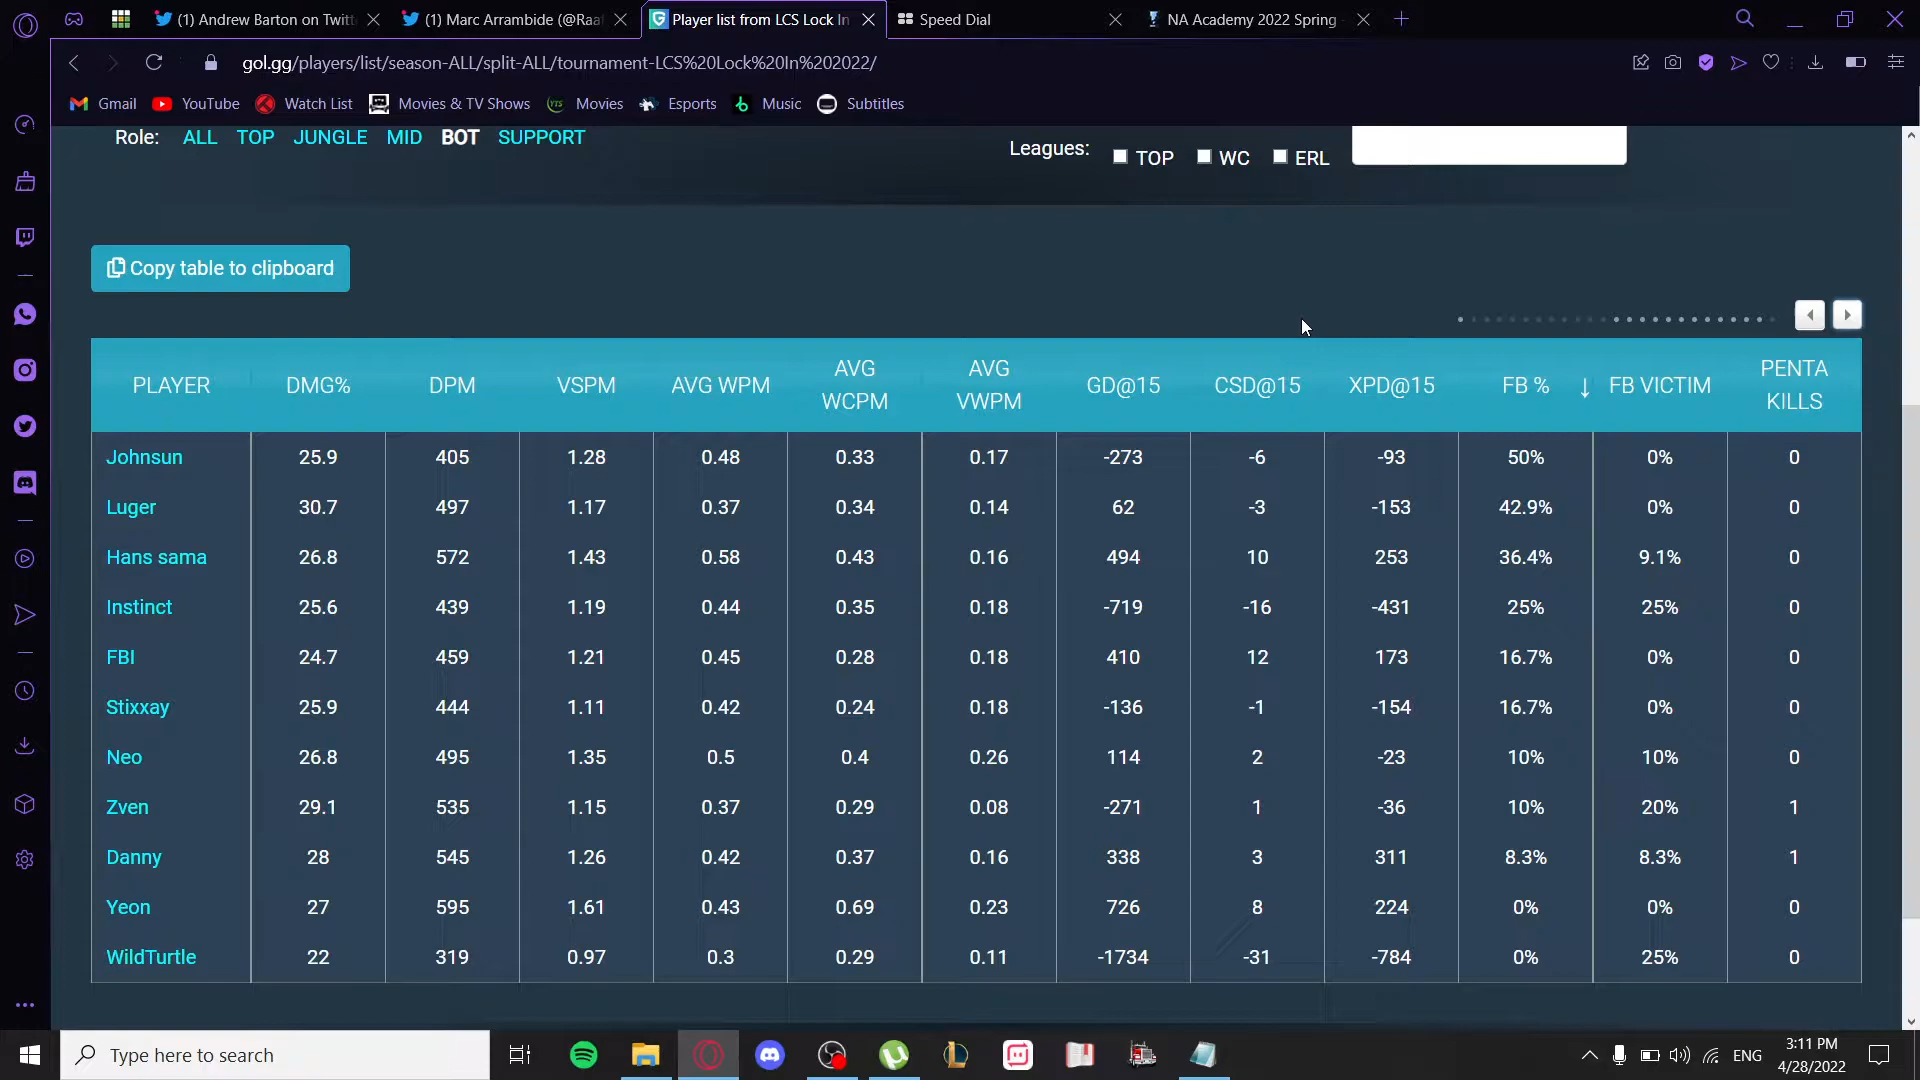 (1) Andrew Barton on Twitt
(1) Marc Arrambide (@Raa
Player list from LCS Lock In
Speed Dial
NA Academy 2022 Spring
gol.gg/players/list/season-ALL/split-ALL/tournament-LCS%20Lock%20In%202022/
Gmail YouTube Watch List Movies & TV Shows Movies Esports Music Subtitles
Role: ALL TOP JUNGLE MID BOT SUPPORT
Leagues: TOP WC ERL
Copy table to clipboard
PLAYER DMG% DPM VSPM AVG WPM AVG WCPM AVG VWPM GD@15 CSD@15 XPD@15 FB % ↓ FB VICTIM PENTA KILLS
Johnsun 25.9 405 1.28 0.48 0.33 0.17 -273 -6 -93 50% 0% 0
Luger 30.7 497 1.17 0.37 0.34 0.14 62 -3 -153 42.9% 0% 0
Hans sama 26.8 572 1.43 0.58 0.43 0.16 494 10 253 36.4% 9.1% 0
Instinct 25.6 439 1.19 0.44 0.35 0.18 -719 -16 -431 25% 25% 0
FBI 24.7 459 1.21 0.45 0.28 0.18 410 12 173 16.7% 0% 0
Stixxay 25.9 444 1.11 0.42 0.24 0.18 -136 -1 -154 16.7% 0% 0
Neo 26.8 495 1.35 0.5 0.4 0.26 114 2 -23 10% 10% 0
Zven 29.1 535 1.15 0.37 0.29 0.08 -271 1 -36 10% 20% 1
Danny 28 545 1.26 0.42 0.37 0.16 338 3 311 8.3% 8.3% 1
Yeon 27 595 1.61 0.43 0.69 0.23 726 8 224 0% 0% 0
WildTurtle 22 319 0.97 0.3 0.29 0.11 -1734 -31 -784 0% 25% 0
Type here to search
ENG
3:11 PM
4/28/2022